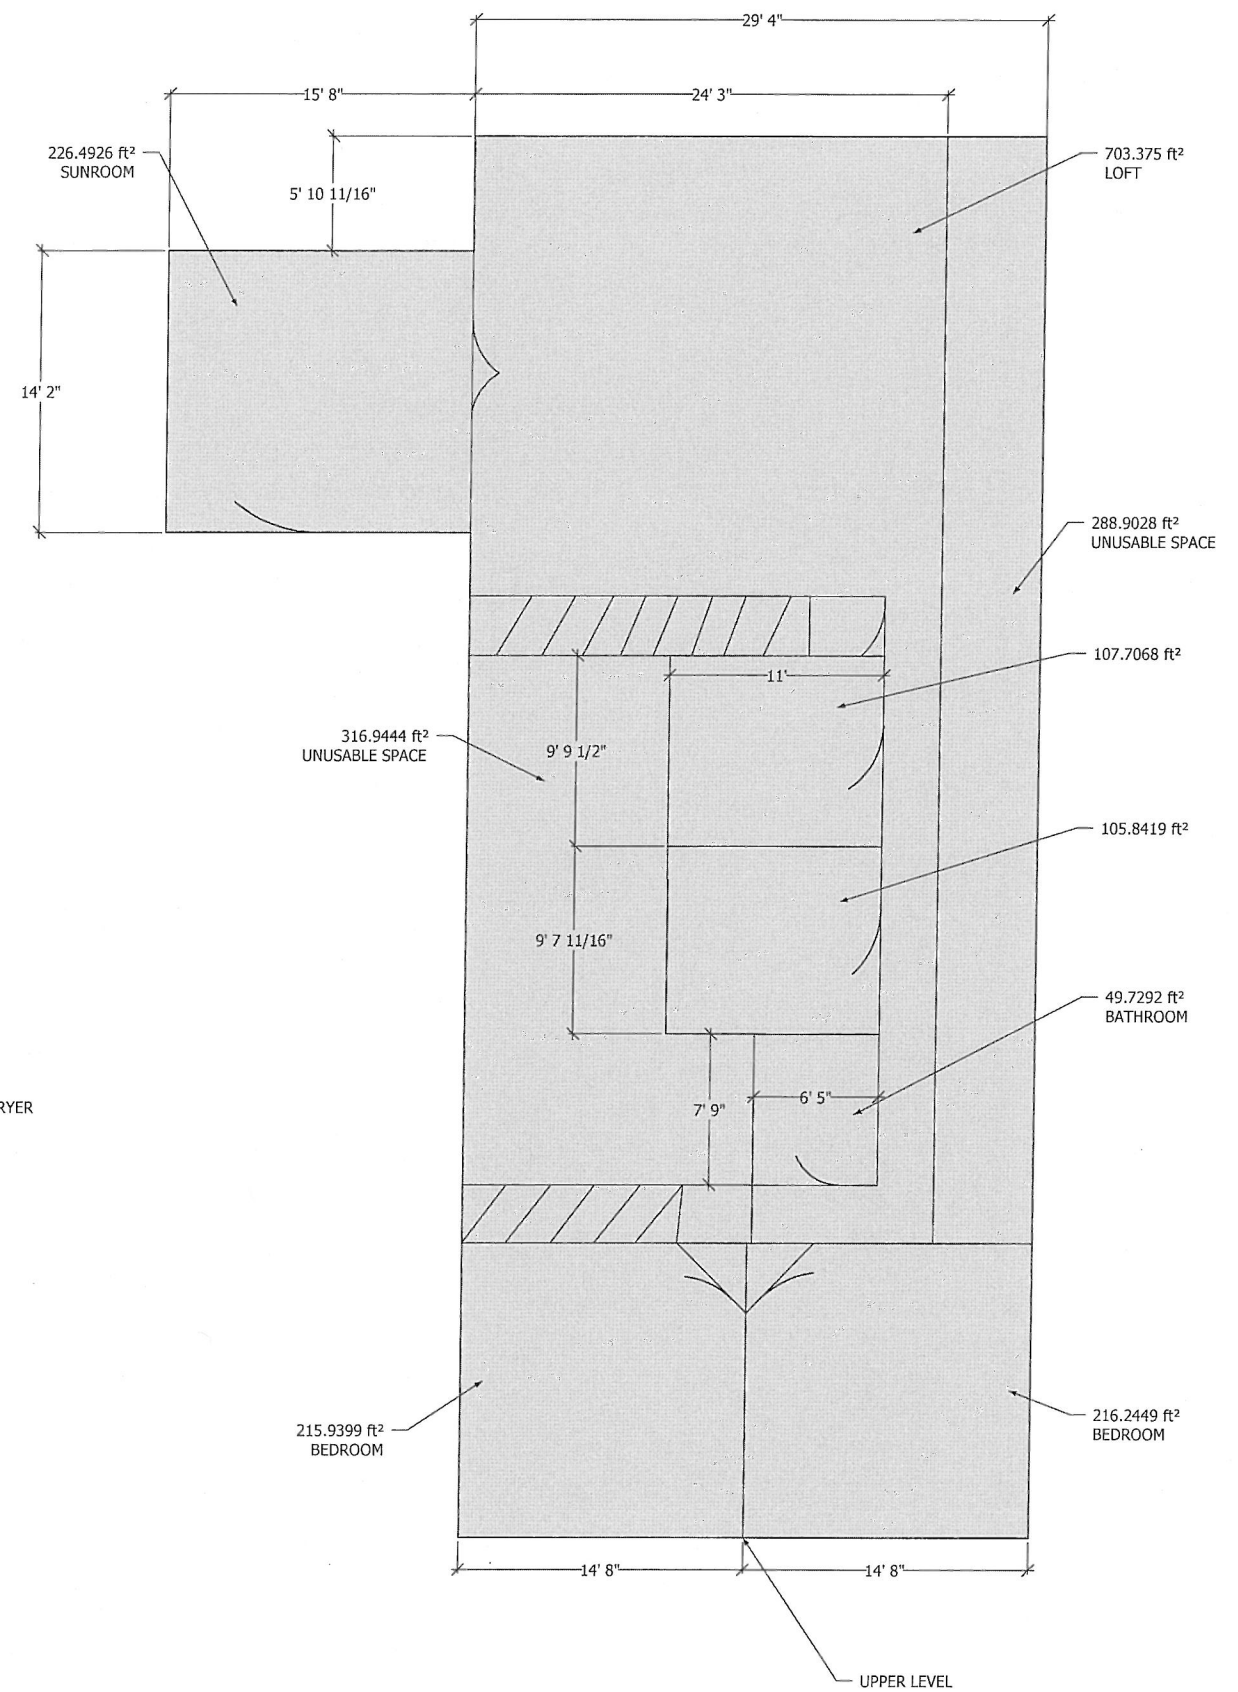 29' 4"
15' 8"
24' 3"
226.4926 ft²
SUNROOM
703.375 ft²
LOFT
5' 10 11/16"
14' 2"
288.9028 ft²
UNUSABLE SPACE
107.7068 ft²
11'
316.9444 ft²
UNUSABLE SPACE
9' 9 1/2"
105.8419 ft²
9' 7 11/16"
49.7292 ft²
BATHROOM
6' 5"
7' 9"
RYER
215.9399 ft²
BEDROOM
216.2449 ft²
BEDROOM
14' 8"
14' 8"
UPPER LEVEL